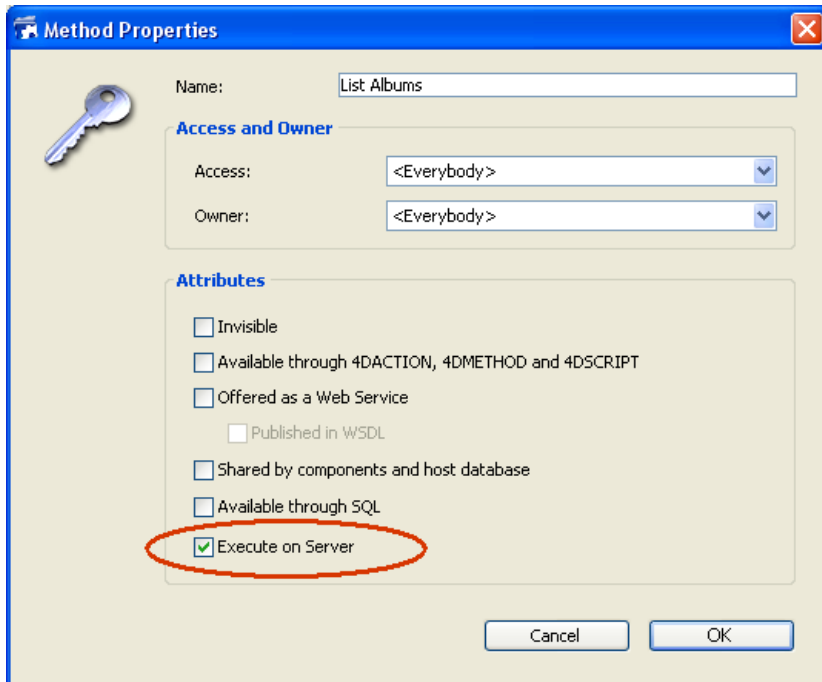 Method Properties
Name: List Albums
Access and Owner
Access: <Everybody>
Owner: <Everybody>
Attributes
Invisible
Available through 4DACTION, 4DMETHOD and 4DSCRIPT
Offered as a Web Service
Published in WSDL
Shared by components and host database
Available through SQL
Execute on Server
Cancel OK